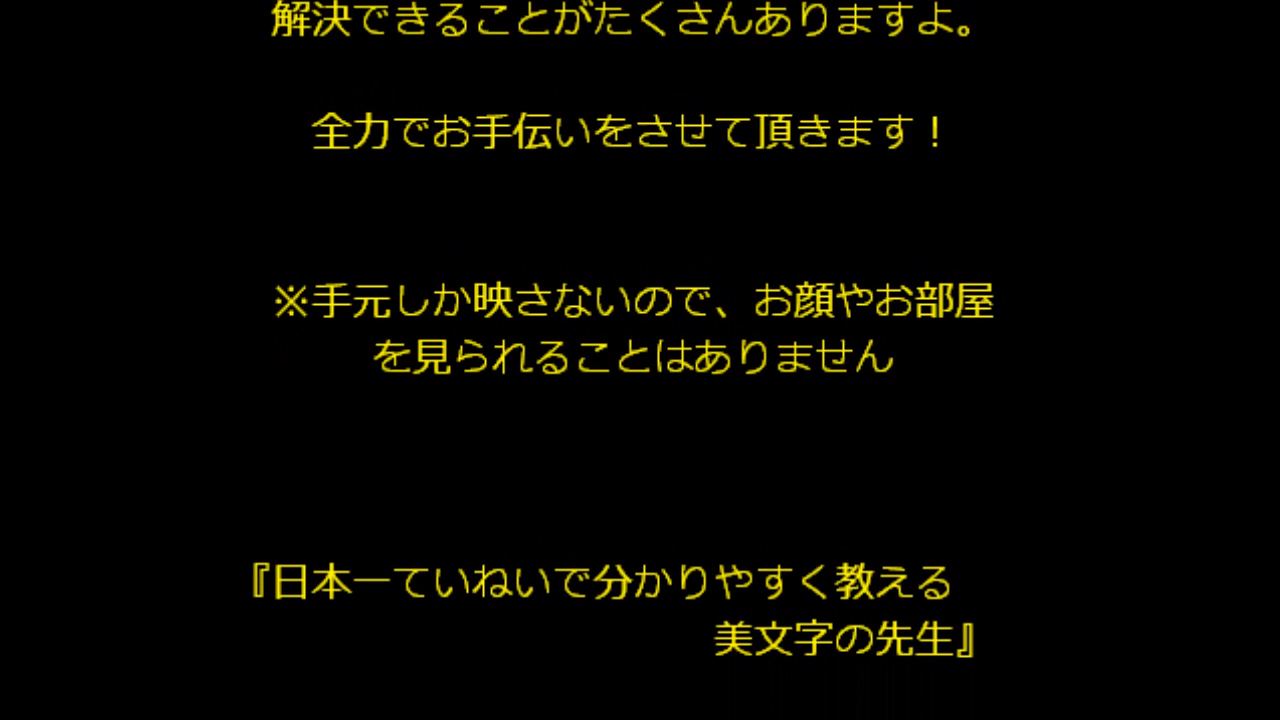 解決できることがたくさんありますよ。
全力でお手伝いをさせて頂きます！
※手元しか映さないので、お顔やお部屋
を見られることはありません
『日本一ていねいで分かりやすく教える
美文字の先生』